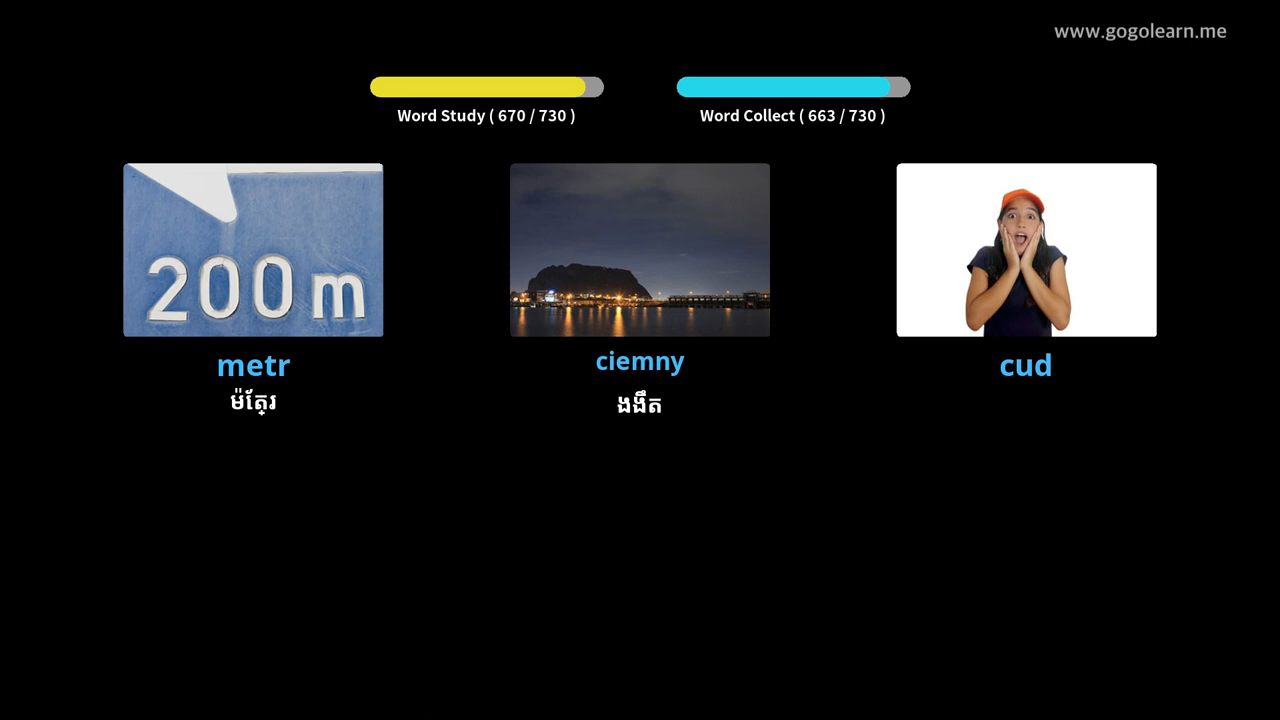 www.gogolearn.me
Word Study ( 670 / 730 )
Word Collect ( 663 / 730 )
200 m
metr
ម៉ែត្រ
ciemny
ងងឹត
cud